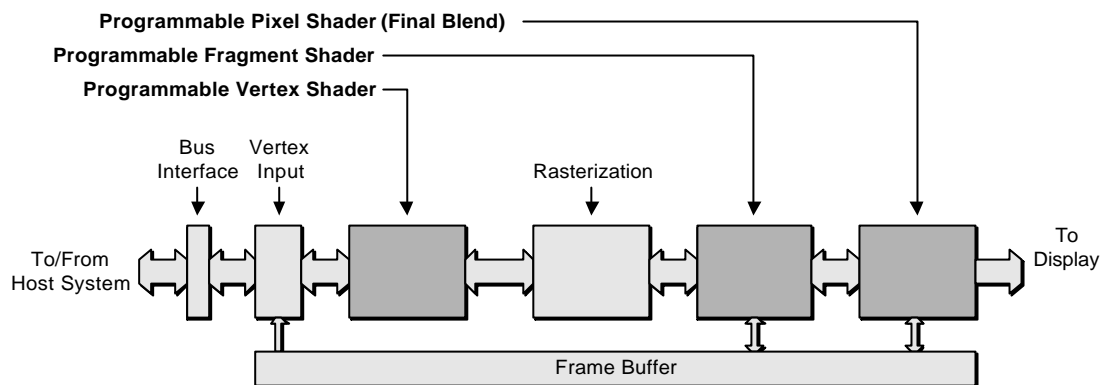 Programmable Pixel Shader (Final Blend)
Programmable Fragment Shader
Programmable Vertex Shader
Bus
Interface
Vertex
Input
Rasterization
To/From
Host System
To
Display
Frame Buffer